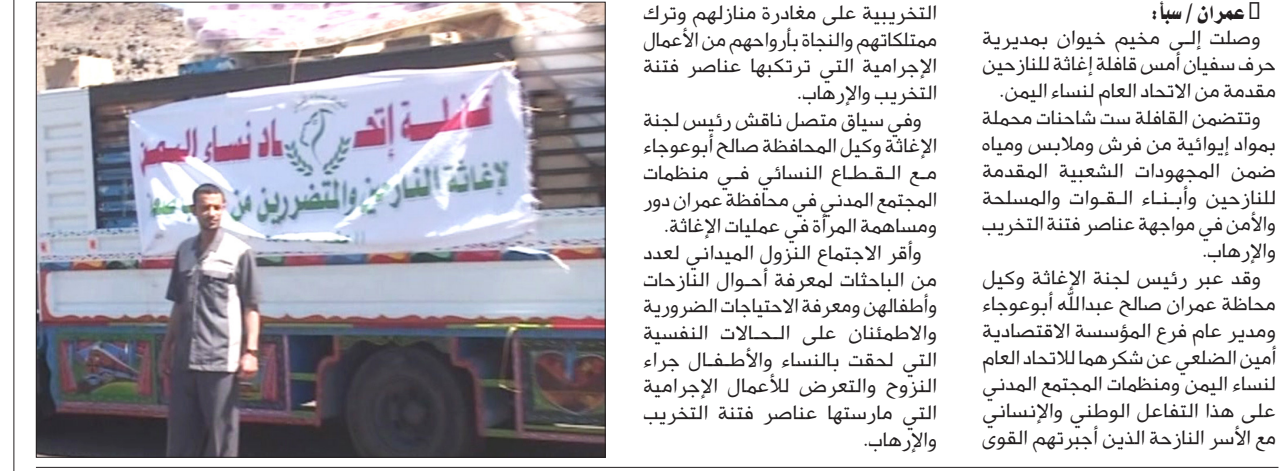 عمران / سبأ :
وصلت إلى مخيم خيوان بمديرية
حرف سفيان أمس قافلة إغاثة للنازحين
مقدمة من الاتحاد العام لنساء اليمن.
وتتضمن القافلة ست شاحنات محملة
بمواد إيوائية من فرش وملابس ومياه
ضمن المجهودات الشعبية المقدمة
للنازحين وأبناء القوات والمسلحة
والأمن في مواجهة عناصر فتنة التخريب
والإرهاب.
وقد عبر رئيس لجنة الإغاثة وكيل
محاظة عمران صالح عبدالله أبوعوجاء
ومدير عام فرع المؤسسة الاقتصادية
أمين الضلعي عن شكرهما للاتحاد العام
لنساء اليمن ومنظمات المجتمع المدني
على هذا التفاعل الوطني والإنساني
مع الأسر النازحة الذين أجبرتهم القوى
التخريبية على مغادرة منازلهم وترك
ممتلكاتهم والنجاة بأرواحهم من الأعمال
الإجرامية التي ترتكبها عناصر فتنة
التخريب والإرهاب.
وفي سياق متصل ناقش رئيس لجنة
الإغاثة وكيل المحافظة صالح أبوعوجاء
مع القطاع النسائي في منظمات
المجتمع المدني في محافظة عمران دور
ومساهمة المرأة في عمليات الإغاثة.
وأقر الاجتماع النزول الميداني لعدد
من الباحثات لمعرفة أحوال النازحات
وأطفالهن ومعرفة الاحتياجات الضرورية
والاطمئنان على الحالات النفسية
التي لحقت بالنساء والأطفال جراء
النزوح والتعرض للأعمال الإجرامية
التي مارستها عناصر فتنة التخريب
والإرهاب.
قافلة إتحاد نساء اليمن
لإغاثة النازحين والمتضررين من